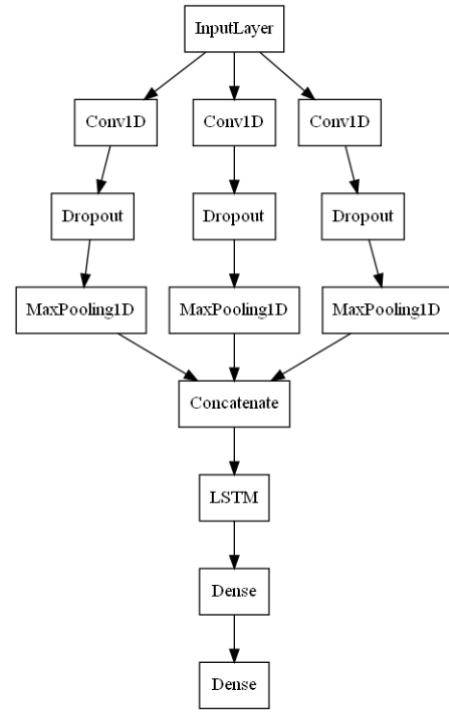 InputLayer
Conv1D Conv1D Conv1D
Dropout Dropout Dropout
MaxPooling1D MaxPooling1D MaxPooling1D
Concatenate
LSTM
Dense
Dense